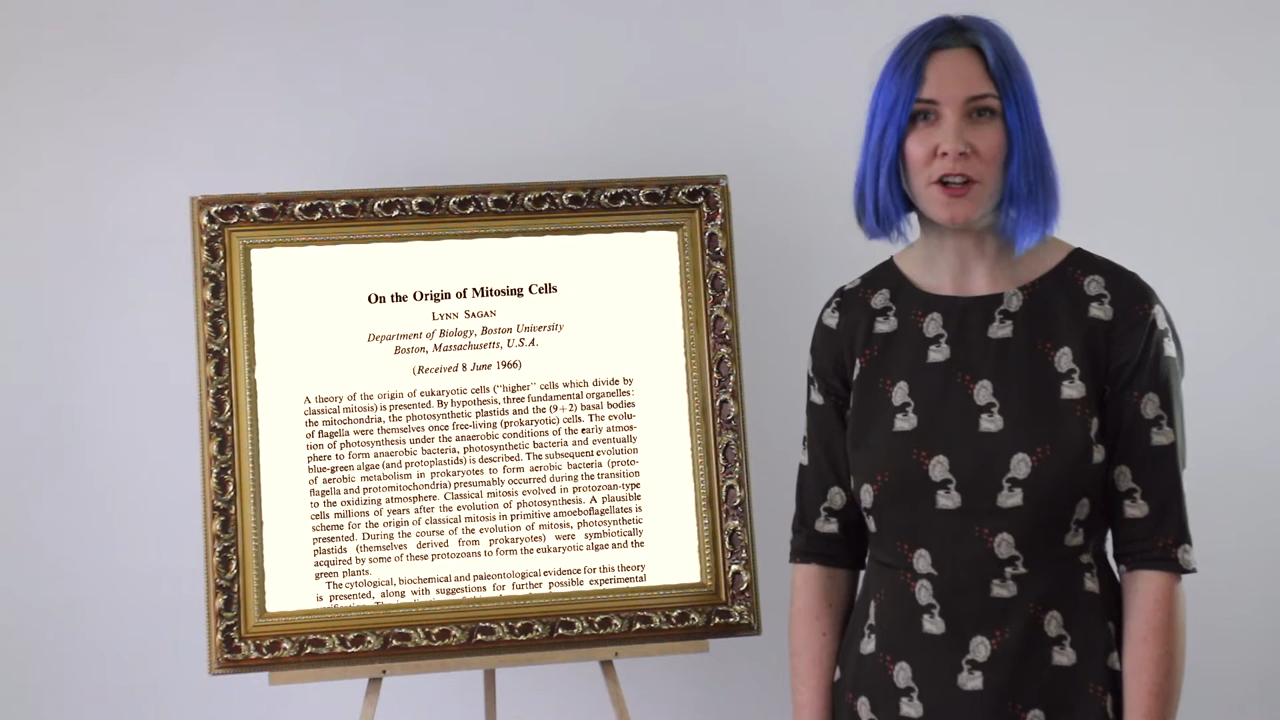 On the Origin of Mitosing Cells
LYNN SAGAN
Department of Biology, Boston University
Boston, Massachusetts, U.S.A.
(Received 8 June 1966)
A theory of the origin of eukaryotic cells ("higher" cells which divide by
classical mitosis) is presented. By hypothesis, three fundamental organelles:
the mitochondria, the photosynthetic plastids and the (9+2) basal bodies
of flagella were themselves once free-living (prokaryotic) cells. The evolu-
tion of photosynthesis under the anaerobic conditions of the early atmos-
phere to form anaerobic bacteria, photosynthetic bacteria and eventually
blue-green algae (and protoplastids) is described. The subsequent evolution
of aerobic metabolism in prokaryotes to form aerobic bacteria (proto-
flagella and protomitochondria) presumably occurred during the transition
to the oxidizing atmosphere. Classical mitosis evolved in protozoan-type
cells millions of years after the evolution of photosynthesis. A plausible
scheme for the origin of classical mitosis in primitive amoeboflagellates is
presented. During the course of the evolution of mitosis, photosynthetic
plastids (themselves derived from prokaryotes) were symbiotically
acquired by some of these protozoans to form the eukaryotic algae and the
green plants.
The cytological, biochemical and paleontological evidence for this theory
is presented, along with suggestions for further possible experimental